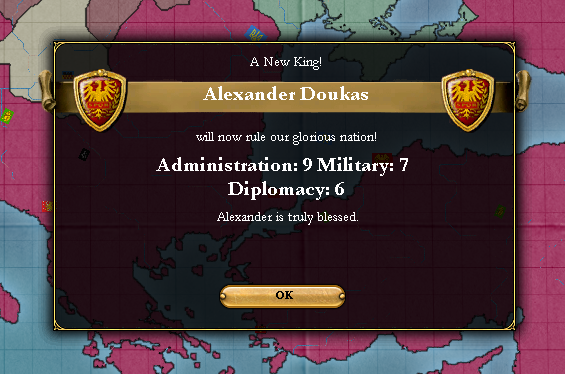 A New King!
Alexander Doukas
will now rule our glorious nation!
Administration: 9 Military: 7
Diplomacy: 6
Alexander is truly blessed.
OK